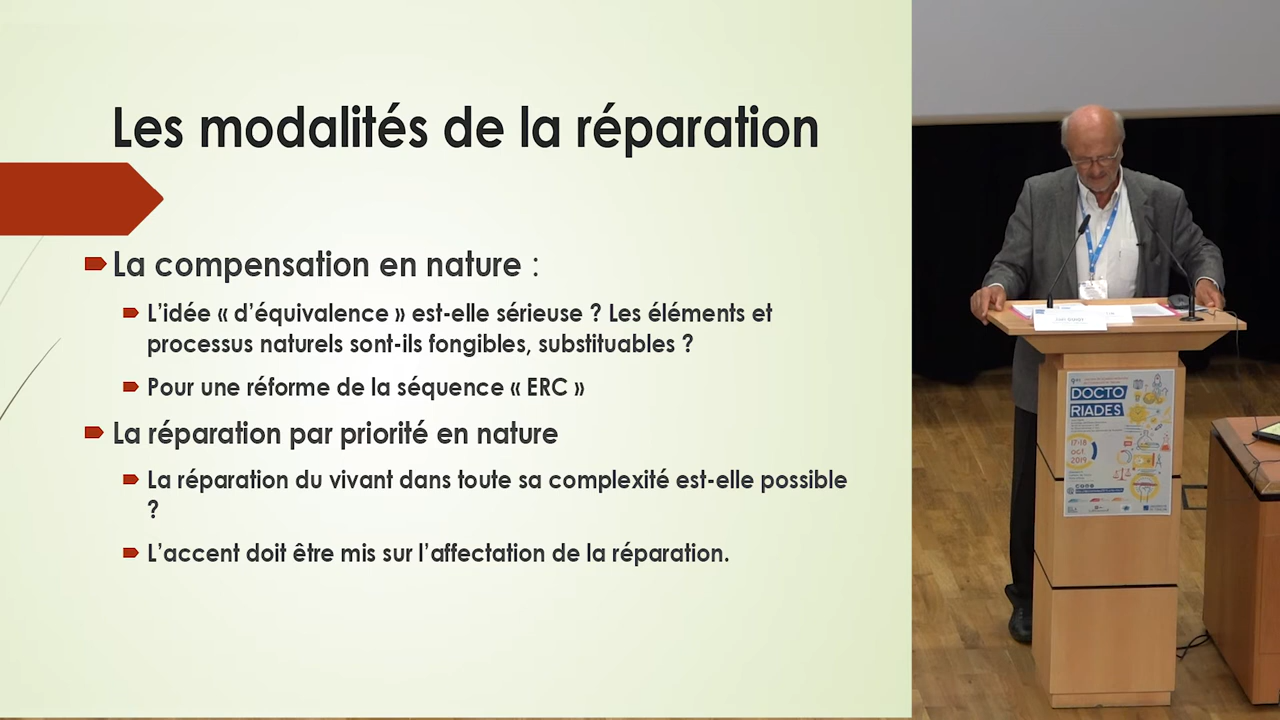 Les modalités de la réparation
La compensation en nature :
L'idée « d'équivalence » est-elle sérieuse ? Les éléments et
processus naturels sont-ils fongibles, substituables ?
Pour une réforme de la séquence « ERC »
La réparation par priorité en nature
La réparation du vivant dans toute sa complexité est-elle possible
?
L'accent doit être mis sur l'affectation de la réparation.
DOCTO
RIADES
17•18
OCT
2019